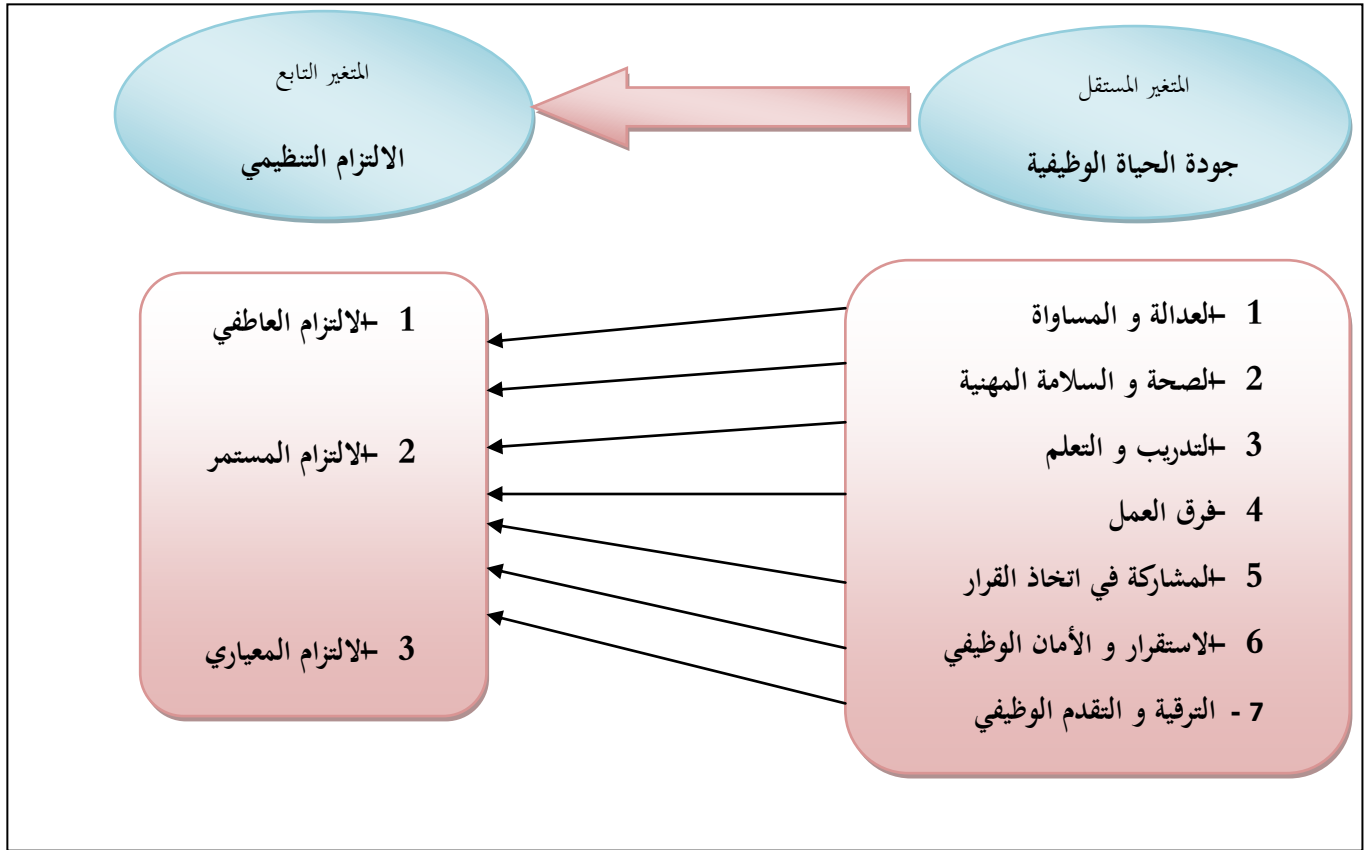 المتغير المستقل
جودة الحياة الوظيفية
المتغير التابع
الالتزام التنظيمي
1 -العدالة و المساواة
2 -الصحة و السلامة المهنية
3 -التدريب و التعلم
4 -فرق العمل
5 -المشاركة في اتخاذ القرار
6 -الاستقرار و الأمان الوظيفي
7 - الترقية و التقدم الوظيفي
1 -الالتزام العاطفي
2 -الالتزام المستمر
3 -الالتزام المعياري